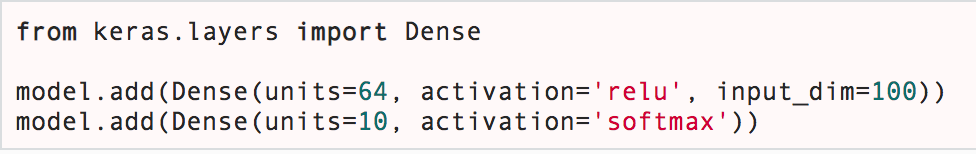 from keras.layers import Dense
model.add(Dense(units=64, activation='relu', input_dim=100))
model.add(Dense(units=10, activation='softmax'))